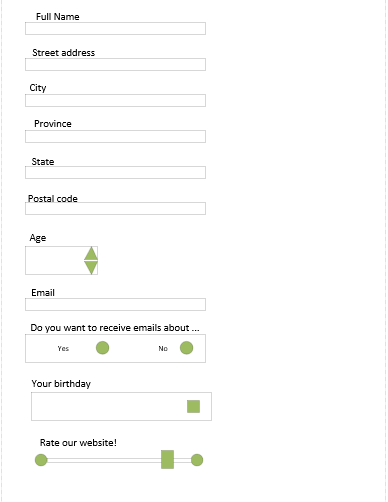 Full Name
Street address
City
Province
State
Postal code
Age
Email
Do you want to receive emails about ...
Yes No
Your birthday
Rate our website!